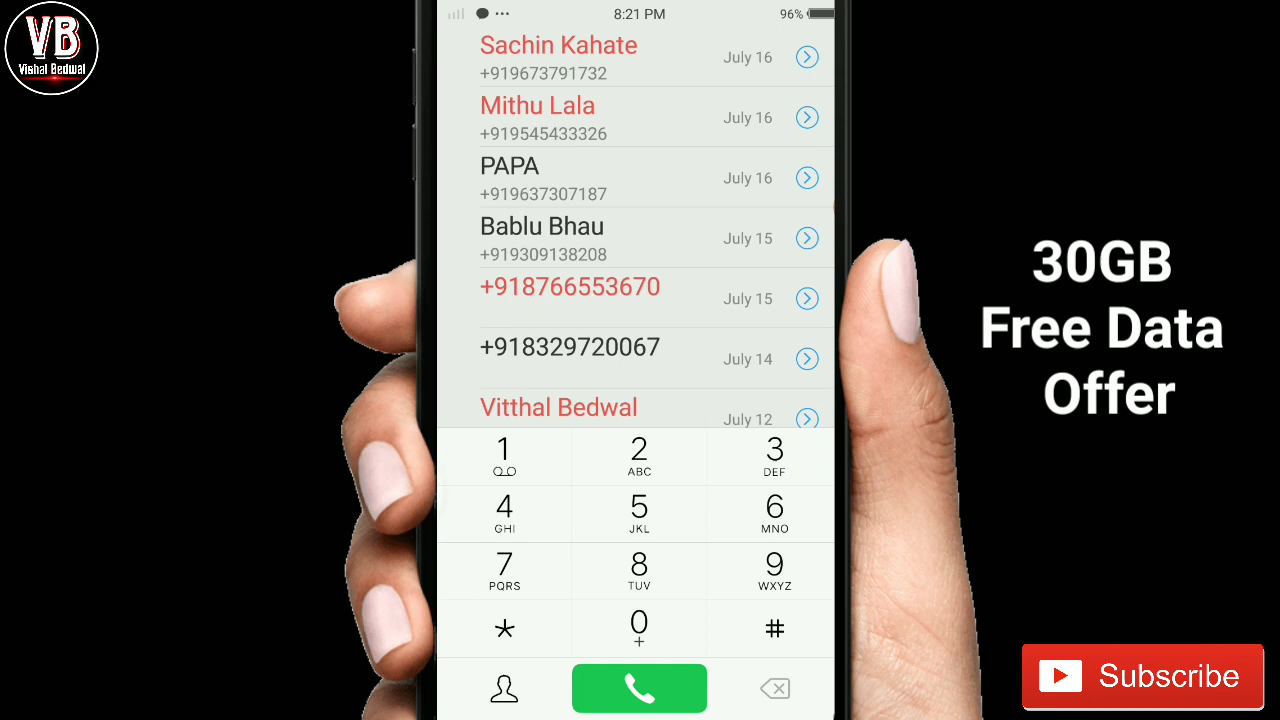 VB
Vishal Bedwal
8:21 PM
96%
Sachin Kahate
+919673791732
July 16
Mithu Lala
+919545433326
July 16
PAPA
+919637307187
July 16
Bablu Bhau
+919309138208
July 15
+918766553670
July 15
+918329720067
July 14
Vitthal Bedwal
July 12
1
2
ABC
3
DEF
4
GHI
5
JKL
6
MNO
7
PQRS
8
TUV
9
WXYZ
*
0
+
#
30GB
Free Data
Offer
Subscribe